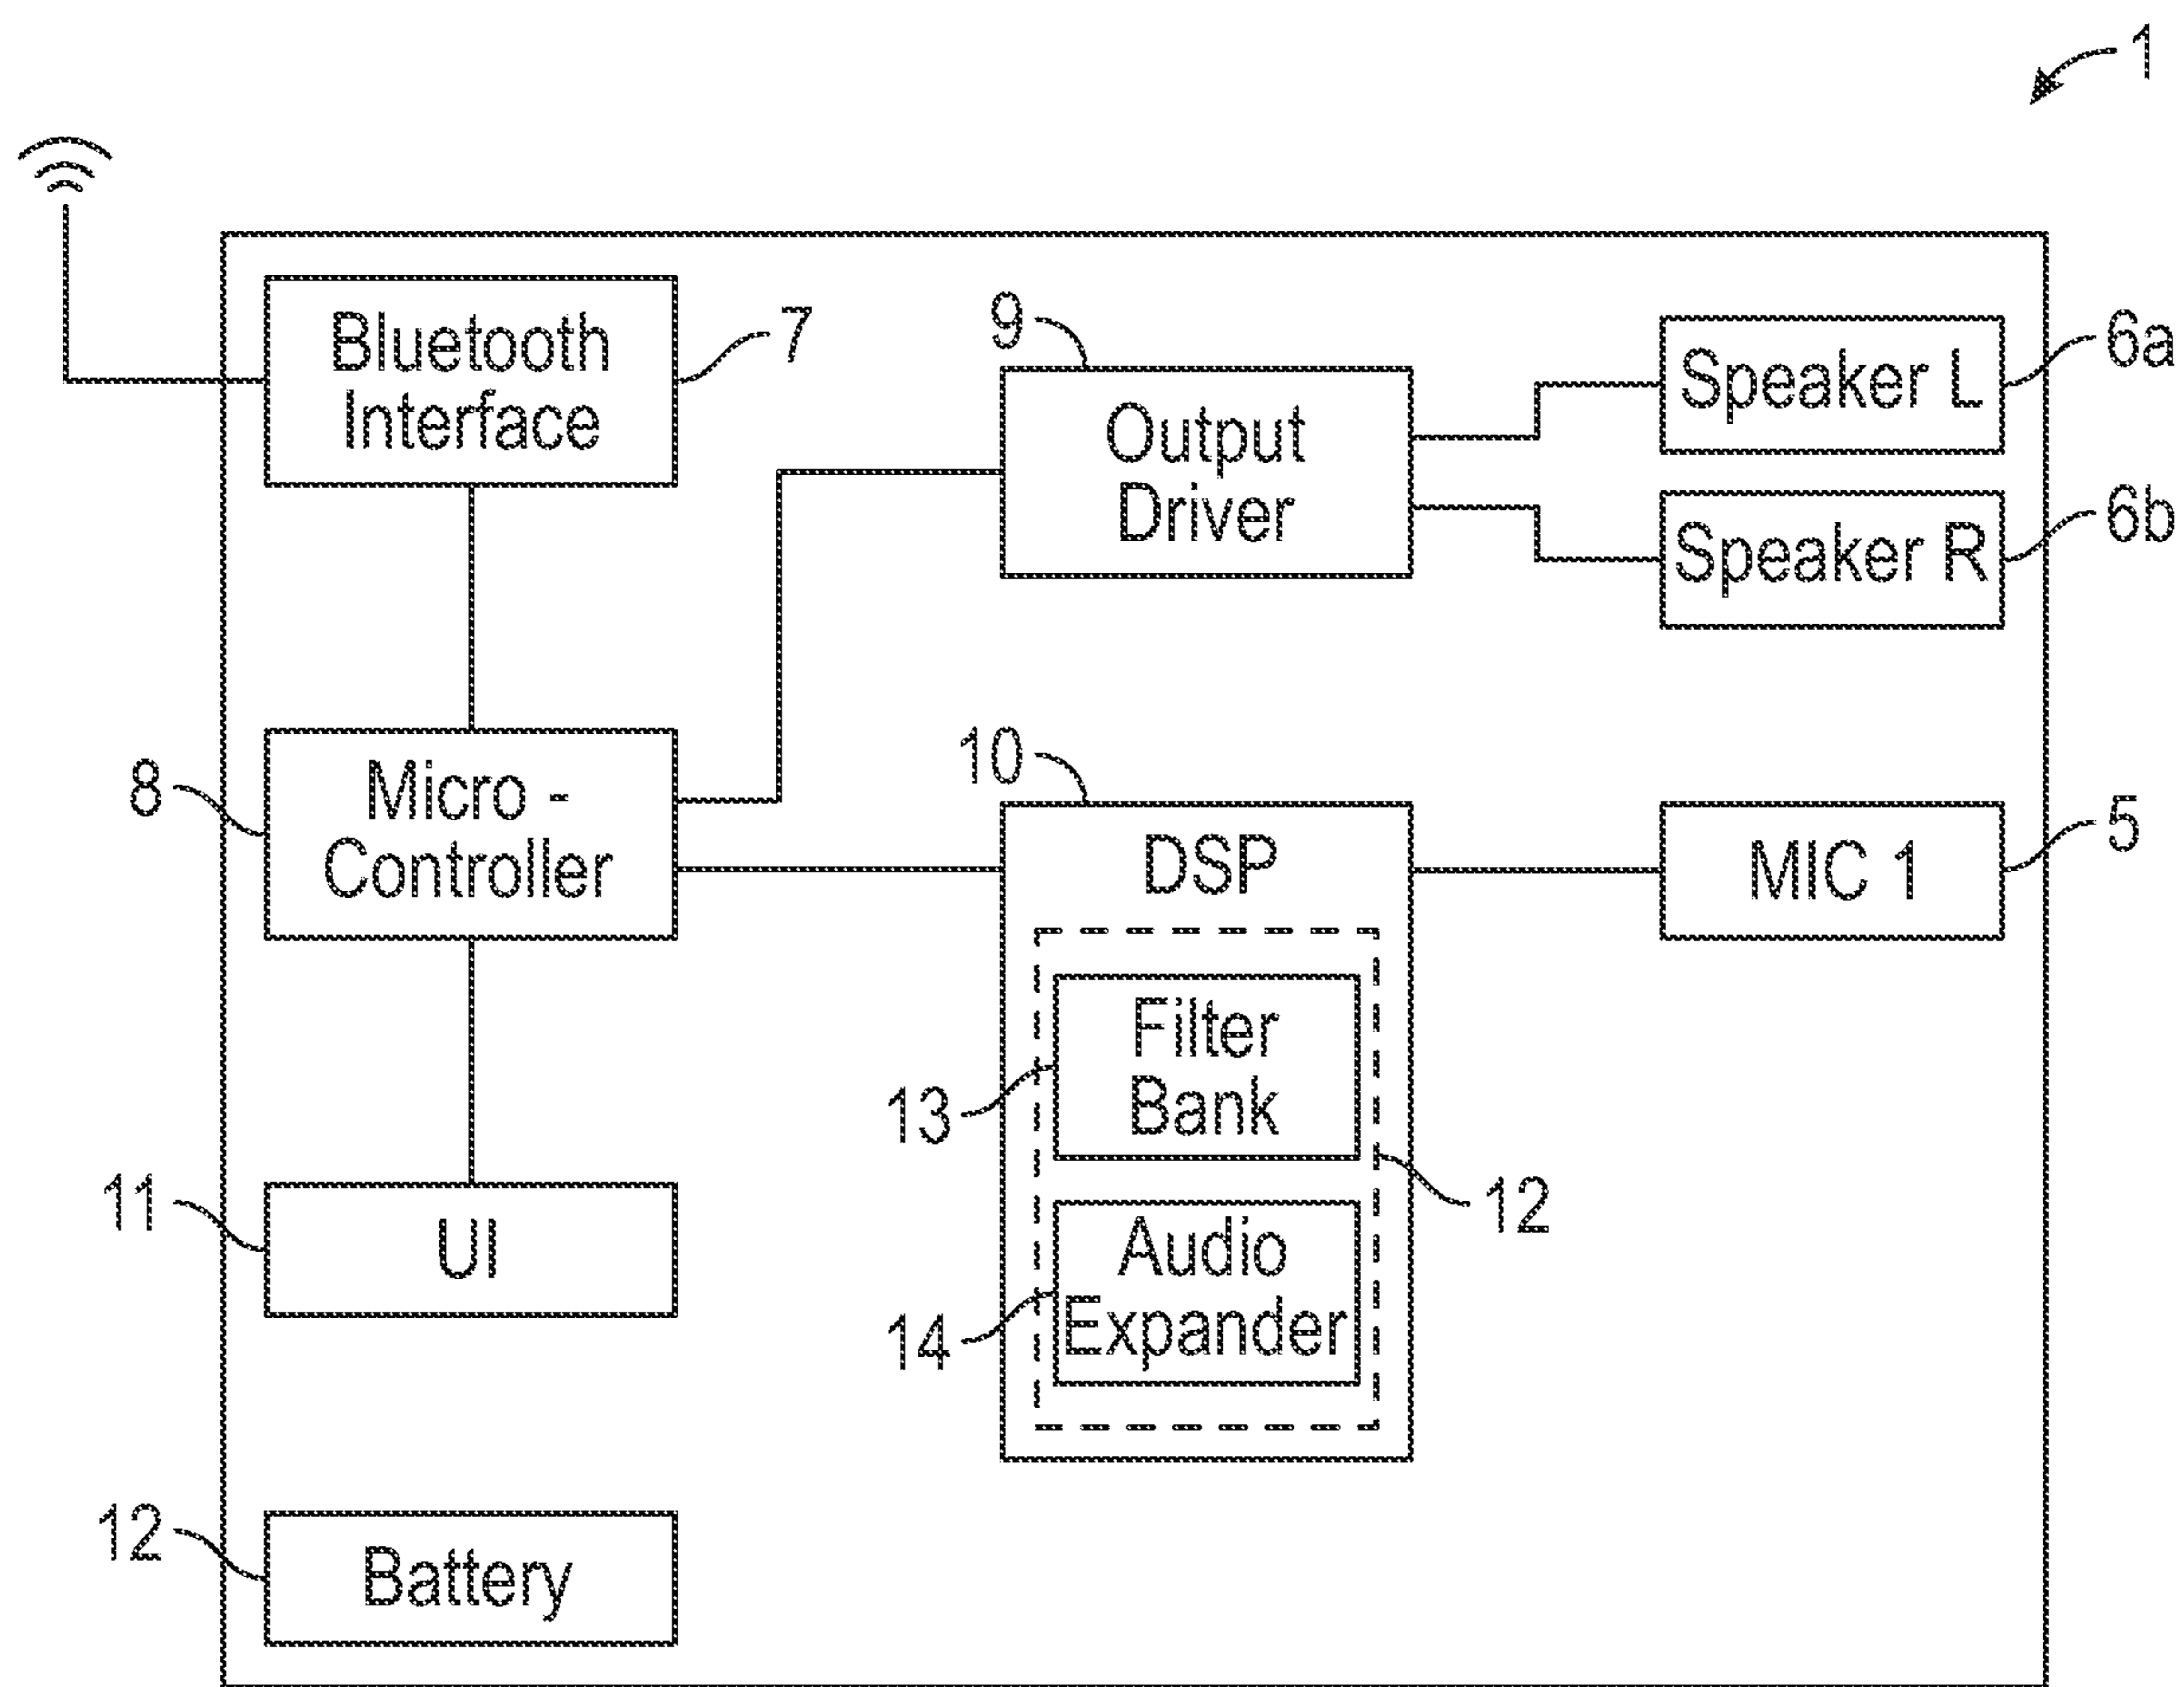 1
Bluetooth
Interface
7
9
Output
Driver
Speaker L
6a
Speaker R
6b
8
Micro -
Controller
10
DSP
MIC 1
5
Filter
Bank
13
12
11
UI
Audio
Expander
14
12
Battery